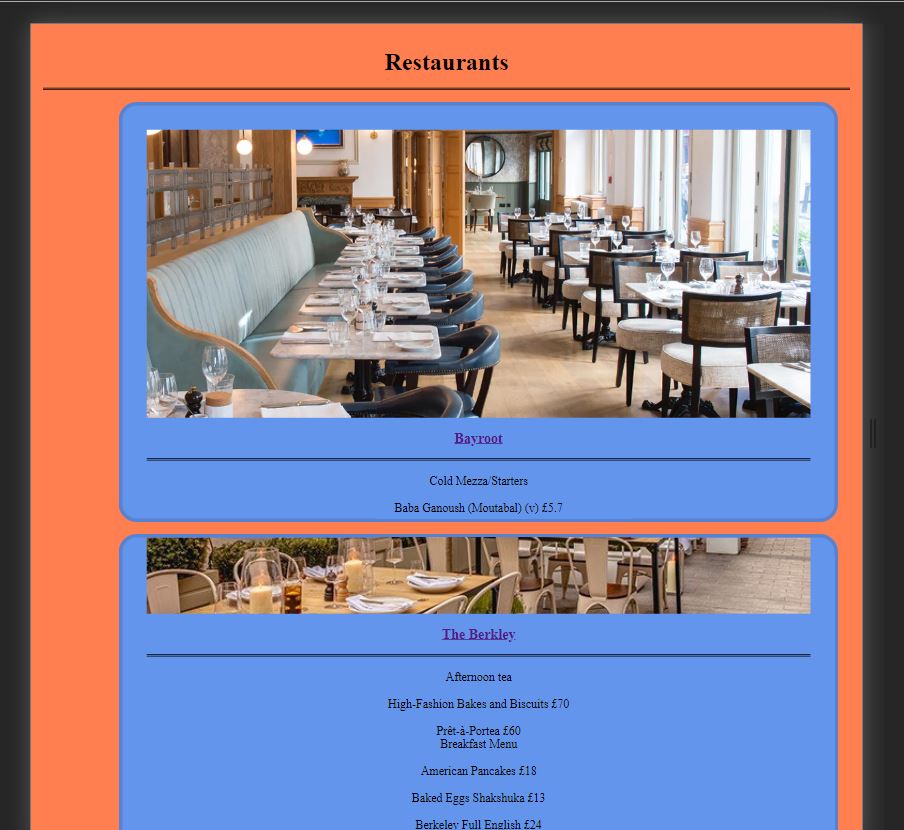 Restaurants
Bayroot
Cold Mezza/Starters
Baba Ganoush (Moutabal) (v) £5.7
The Berkley
Afternoon tea
High-Fashion Bakes and Biscuits £70
Prêt-à-Portea £60
Breakfast Menu
American Pancakes £18
Baked Eggs Shakshuka £13
Berkeley Full English £24